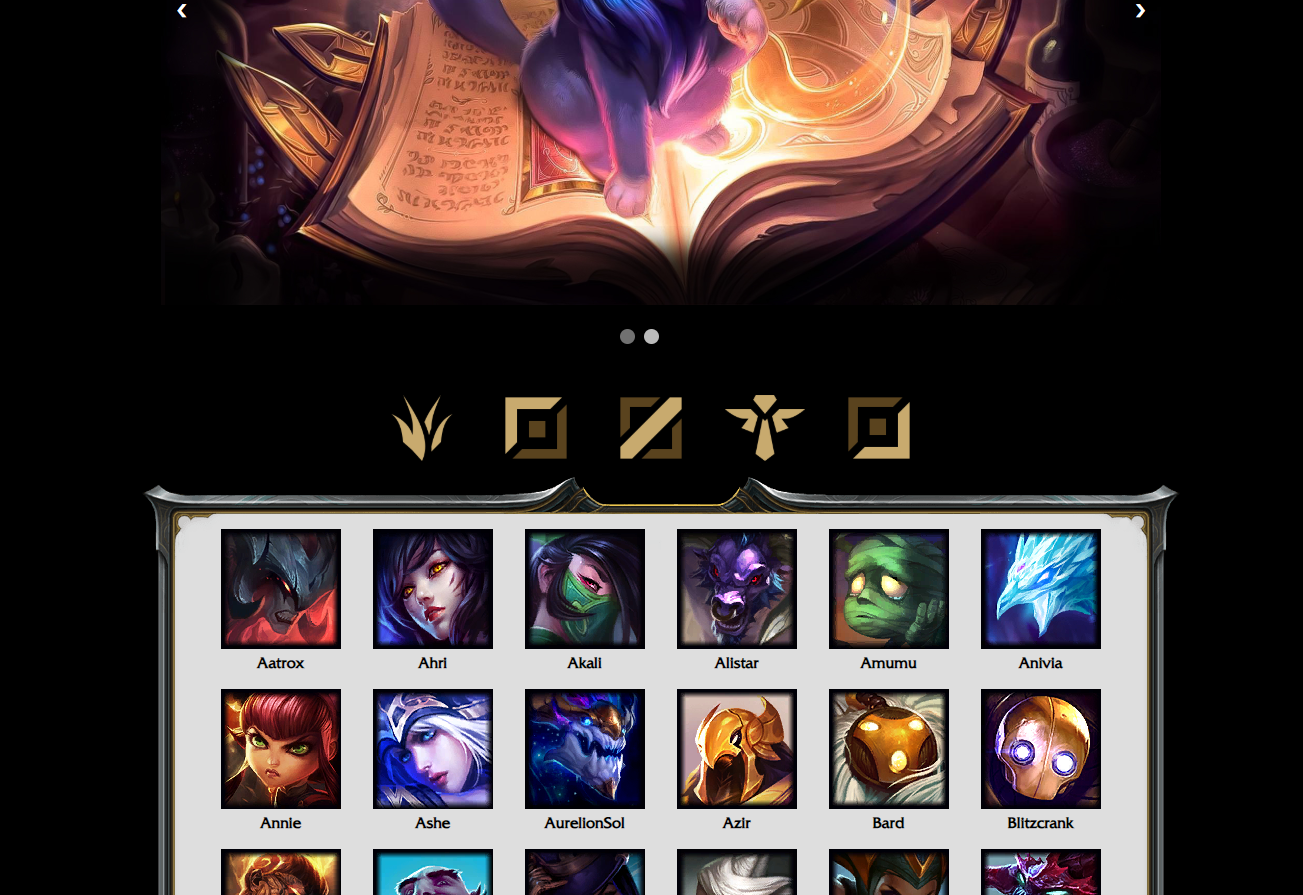 ‹
›
Aatrox
Ahri
Akali
Alistar
Amumu
Anivia
Annie
Ashe
AurelionSol
Azir
Bard
Blitzcrank